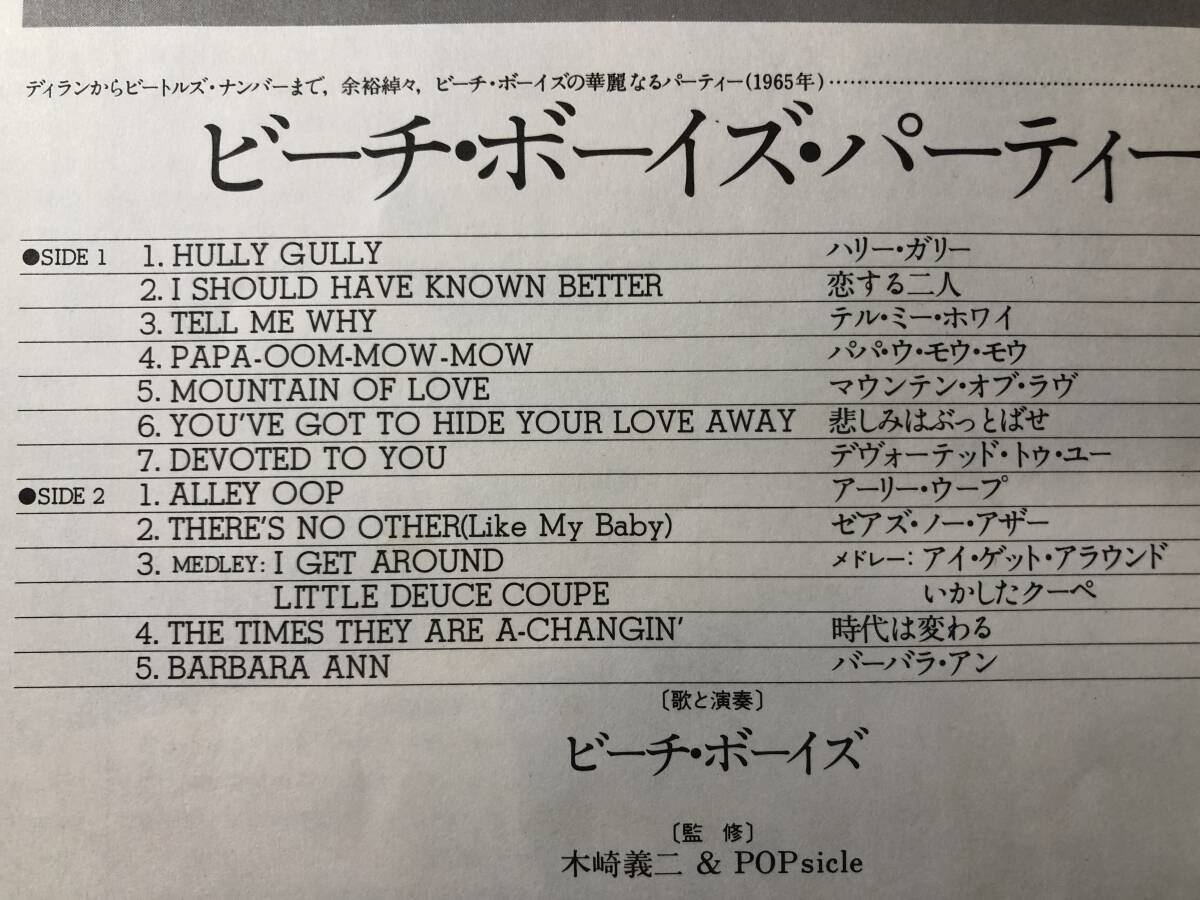 ディランからビートルズ・ナンバーまで，余裕綽々，ビーチ・ボーイズの華麗なるパーティー(1965年)
ビーチ・ボーイズ・パーティー
●SIDE 1 1. HULLY GULLY ハリー・ガリー
2. I SHOULD HAVE KNOWN BETTER 恋する二人
3. TELL ME WHY テル・ミー・ホワイ
4. PAPA-OOM-MOW-MOW パパ・ウ・モウ・モウ
5. MOUNTAIN OF LOVE マウンテン・オブ・ラヴ
6. YOU'VE GOT TO HIDE YOUR LOVE AWAY 悲しみはぶっとばせ
7. DEVOTED TO YOU デヴォーテッド・トゥ・ユー
●SIDE 2 1. ALLEY OOP アーリー・ウープ
2. THERE'S NO OTHER(Like My Baby) ゼアズ・ノー・アザー
3. MEDLEY: I GET AROUND メドレー: アイ・ゲット・アラウンド
LITTLE DEUCE COUPE いかしたクーペ
4. THE TIMES THEY ARE A-CHANGIN' 時代は変わる
5. BARBARA ANN バーバラ・アン
〔歌と演奏〕
ビーチ・ボーイズ
〔監 修〕
木崎義二 & POPsicle